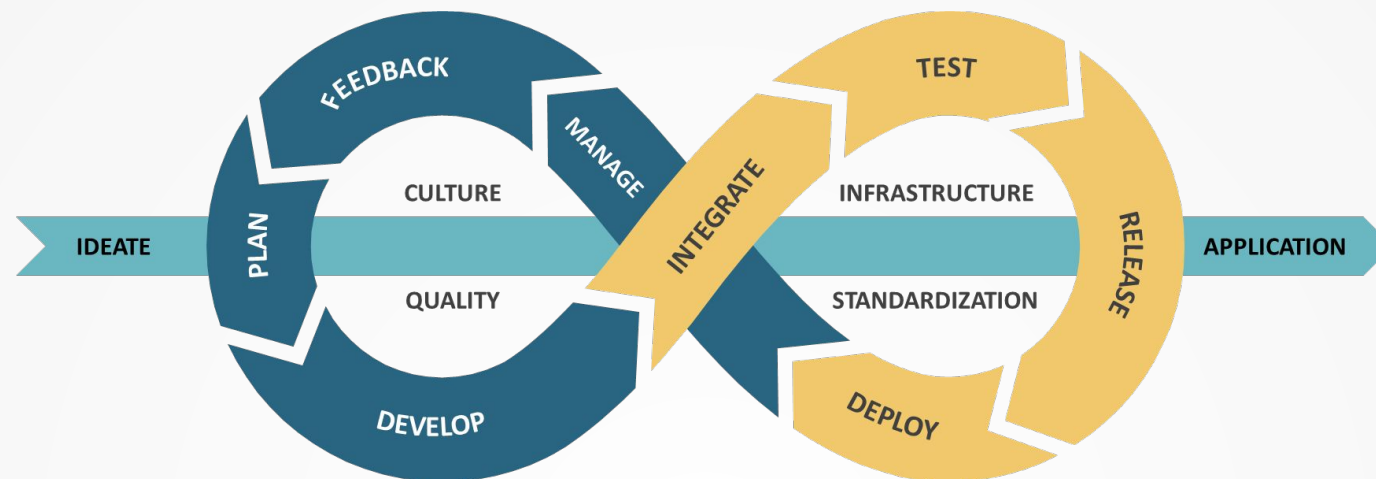 FEEDBACK
TEST
MANAGE
CULTURE
INFRASTRUCTURE
IDEATE
PLAN
INTEGRATE
RELEASE
APPLICATION
QUALITY
STANDARDIZATION
DEVELOP
DEPLOY